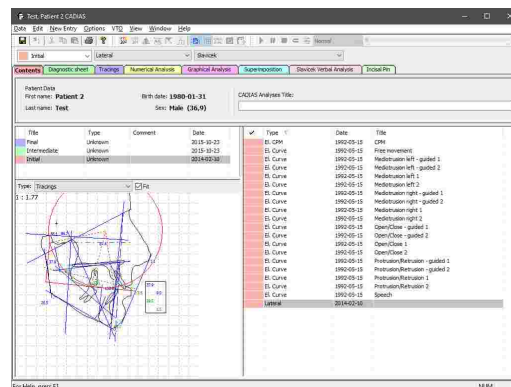 Test, Patient 2 CADIAS
Data Edit New Entry Options VTO View Window Help
Normal
Initial Lateral Slavicek
Contents Diagnostic sheet Tracings Numerical Analysis Graphical Analysis Superimposition Slavicek Verbal Analysis Incisal Pin
Patient Data
First name: Patient 2 Birth date: 1980-01-31
Last name: Test Sex: Male (36,9)
CADIAS Analyses Title:
Title Type Comment Date
Final Unknown 2015-10-23
Intermediate Unknown 2015-10-23
Initial Unknown 2014-02-10
Type: Tracings Fit
1 : 1.77
✓ Type Date Title
El. CPM 1992-05-15 CPM
El. Curve 1992-05-15 Free movement
El. Curve 1992-05-15 Mediotrusion left - guided 1
El. Curve 1992-05-15 Mediotrusion left - guided 2
El. Curve 1992-05-15 Mediotrusion left 1
El. Curve 1992-05-15 Mediotrusion left 2
El. Curve 1992-05-15 Mediotrusion right - guided 1
El. Curve 1992-05-15 Mediotrusion right - guided 2
El. Curve 1992-05-15 Mediotrusion right 1
El. Curve 1992-05-15 Mediotrusion right 2
El. Curve 1992-05-15 Open/Close - guided 1
El. Curve 1992-05-15 Open/Close - guided 2
El. Curve 1992-05-15 Open/Close 1
El. Curve 1992-05-15 Open/Close 2
El. Curve 1992-05-15 Protrusion/Retrusion - guided 1
El. Curve 1992-05-15 Protrusion/Retrusion - guided 2
El. Curve 1992-05-15 Protrusion/Retrusion 1
El. Curve 1992-05-15 Protrusion/Retrusion 2
El. Curve 1992-05-15 Speech
Lateral 2014-02-10
For Help, press F1 NUM